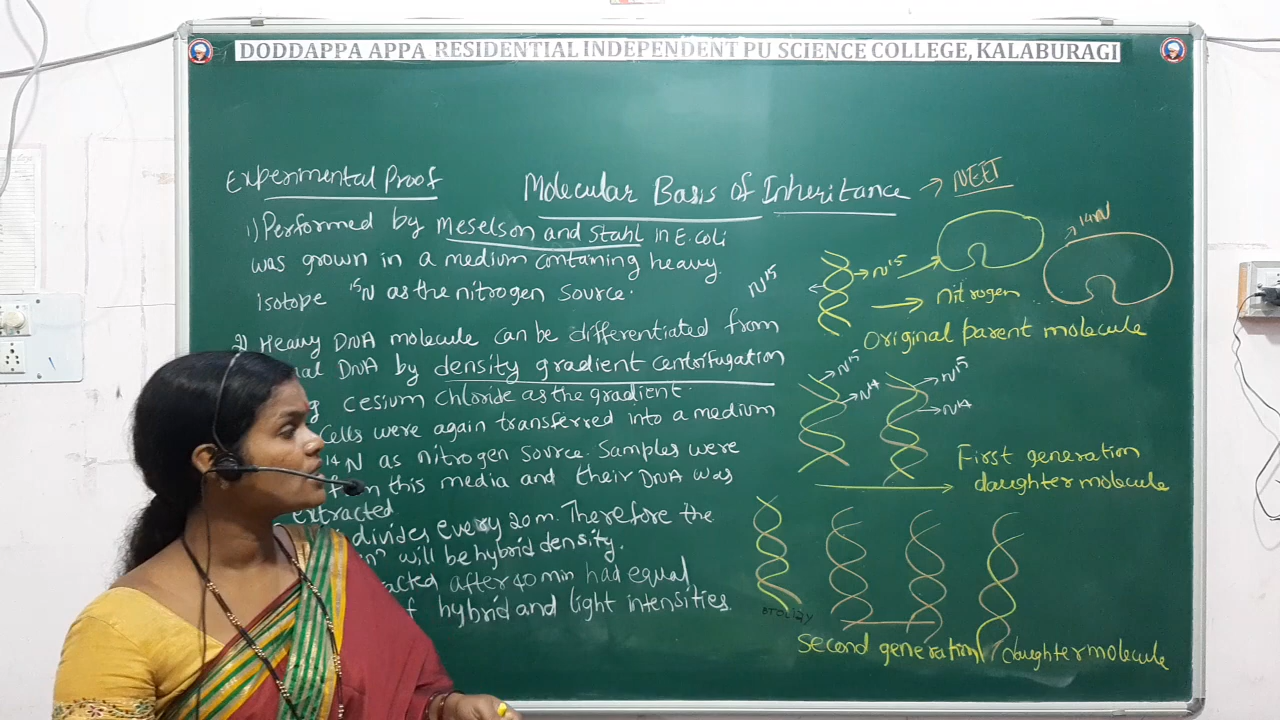 DODDAPPA APPA RESIDENTIAL INDEPENDENT PU SCIENCE COLLEGE, KALABURAGI
Experimental Proof
Molecular Basis of Inheritance → NEET
1) Performed by Meselson and Stahl in E.coli
was grown in a medium containing heavy
isotope ¹⁵N as the nitrogen source.
2) Heavy DNA molecule can be differentiated from
DNA by density gradient centrifugation
cesium chloride as the gradient.
Cells were again transferred into a medium
¹⁴N as nitrogen source. Samples were
this media and their DNA was
extracted
divides every 20m. Therefore the
will be hybrid density.
after 40 min had equal
hybrid and light intensities.
N¹⁵
→ N¹⁵
¹⁴N
→ nitrogen
Original parent molecule
N¹⁵
N¹⁴
N¹⁵
N¹⁴
First generation
daughter molecule
Second generation daughter molecule